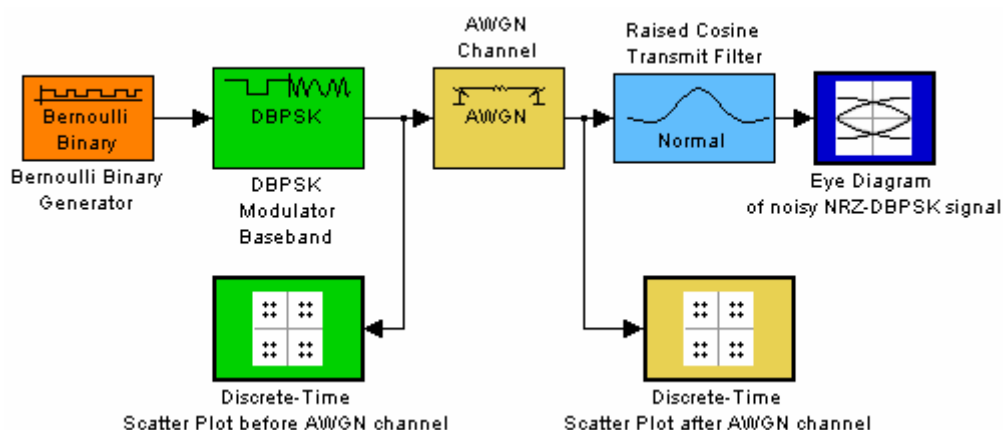 Bernoulli
Binary
Bernoulli Binary
Generator
DBPSK
DBPSK
Modulator
Baseband
AWGN
Channel
AWGN
Raised Cosine
Transmit Filter
Normal
Eye Diagram
of noisy NRZ-DBPSK signal
Discrete-Time
Scatter Plot before AWGN channel
Discrete-Time
Scatter Plot after AWGN channel